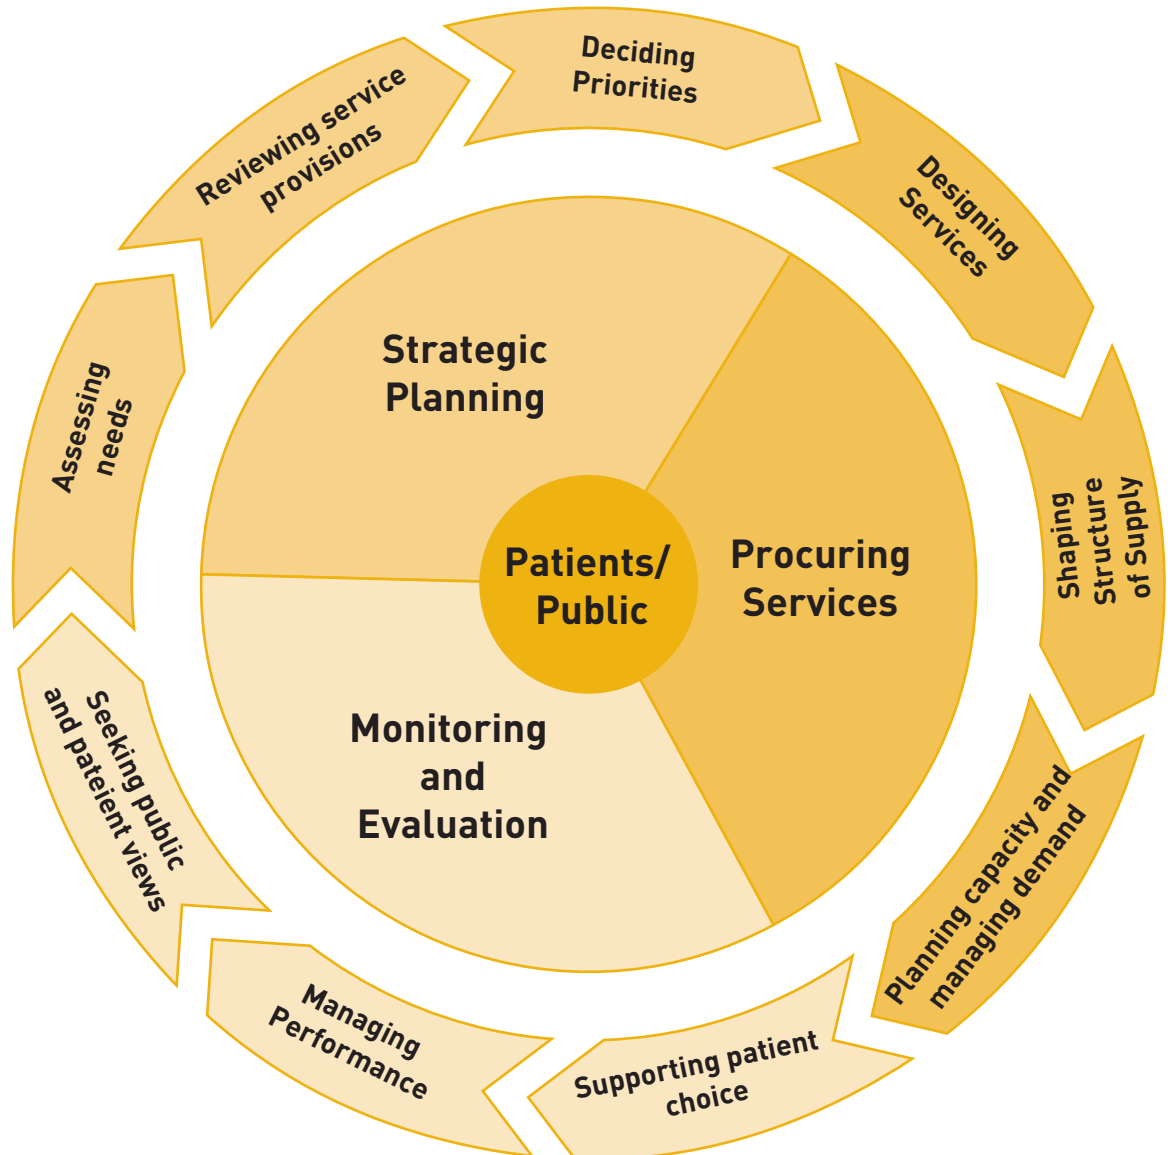 Deciding
Priorities
Designing
Services
Shaping
Structure
of Supply
Planning capacity and
managing demand
Supporting patient
choice
Managing
Performance
Seeking public
and pateient views
Assessing
needs
Reviewing service
provisions
Strategic
Planning
Procuring
Services
Monitoring
and
Evaluation
Patients/
Public